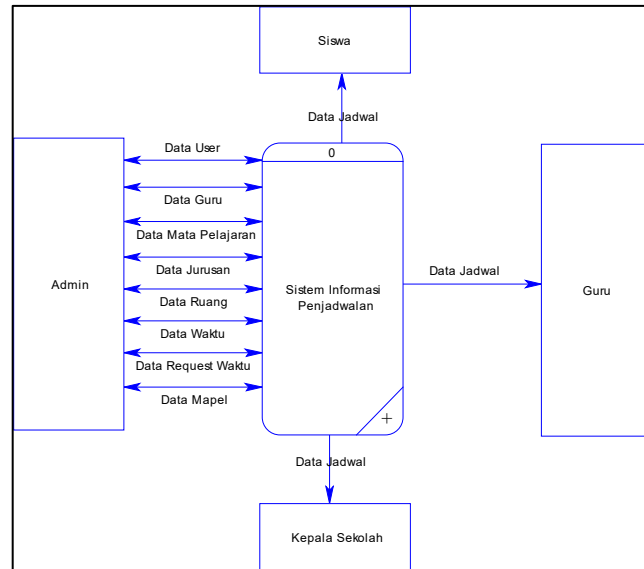 Siswa
Data Jadwal
Data User
0
Data Guru
Data Mata Pelajaran
Data Jurusan
Admin
Sistem Informasi
Penjadwalan
Data Jadwal
Guru
Data Ruang
Data Waktu
Data Request Waktu
Data Mapel
Data Jadwal
Kepala Sekolah